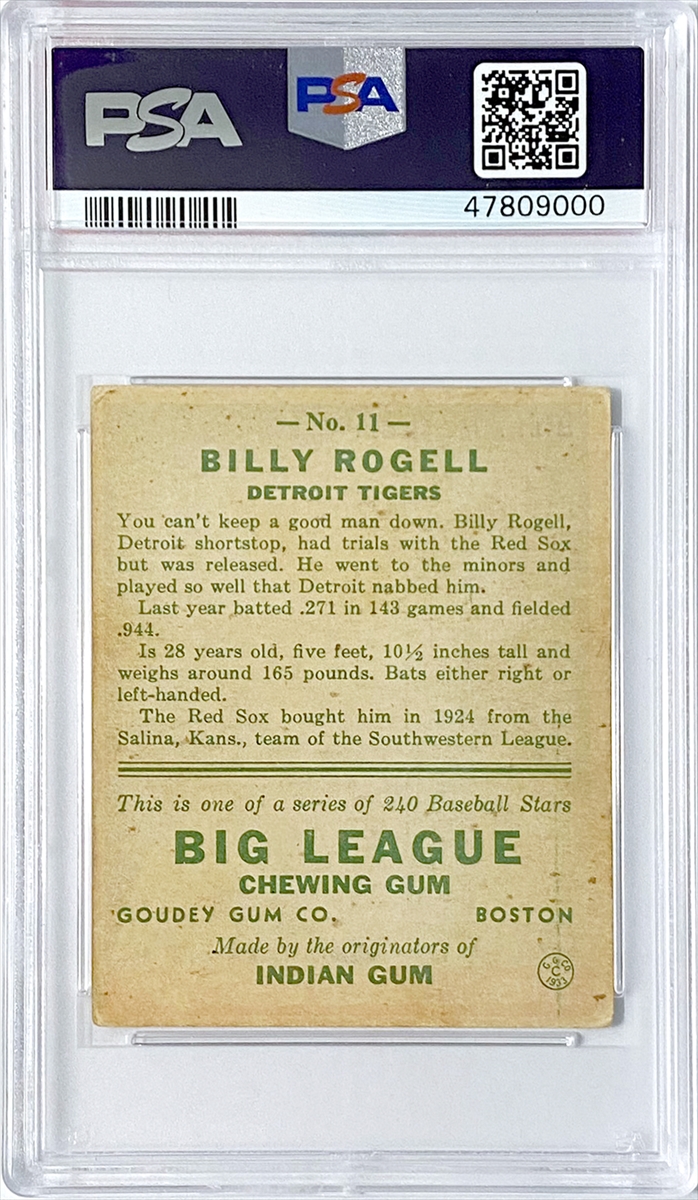 PSA
PSA
47809000
— No. 11 —
BILLY ROGELL
DETROIT TIGERS
You can't keep a good man down. Billy Rogell,
Detroit shortstop, had trials with the Red Sox
but was released. He went to the minors and
played so well that Detroit nabbed him.
Last year batted .271 in 143 games and fielded
.944.
Is 28 years old, five feet, 10½ inches tall and
weighs around 165 pounds. Bats either right or
left-handed.
The Red Sox bought him in 1924 from the
Salina, Kans., team of the Southwestern League.
This is one of a series of 240 Baseball Stars
BIG LEAGUE
CHEWING GUM
GOUDEY GUM CO. BOSTON
Made by the originators of
INDIAN GUM
G. G. CO.
C
1933